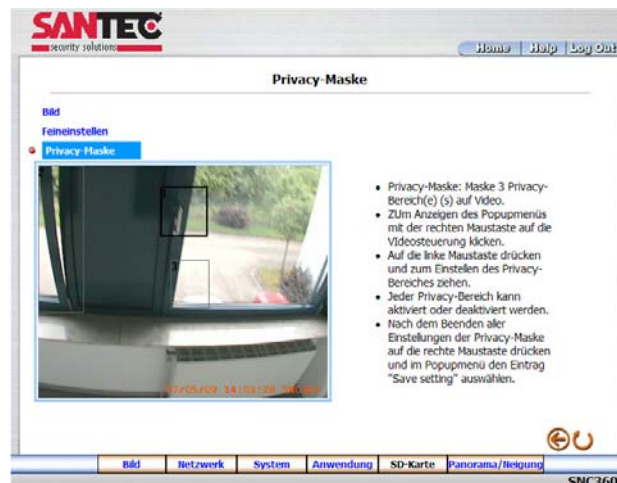 SANTEC
security solutions
Home | Help | Log Out
Privacy-Maske
Bild
Feineinstellen
Privacy-Maske
1
3
• Privacy-Maske: Maske 3 Privacy-
Bereich(e) (s) auf Video.
• ZUm Anzeigen des Popupmenüs
mit der rechten Maustaste auf die
VIdeosteuerung klicken.
• Auf die linke Maustaste drücken
und zum Einstellen des Privacy-
Bereiches ziehen.
• Jeder Privacy-Bereich kann
aktiviert oder deaktiviert werden.
• Nach dem Beenden aller
Einstellungen der Privacy-Maske
auf die rechte Maustaste drücken
und im Popupmenü den Eintrag
"Save setting" auswählen.
Bild Netzwerk System Anwendung SD-Karte Panorama/Neigung
SNC360